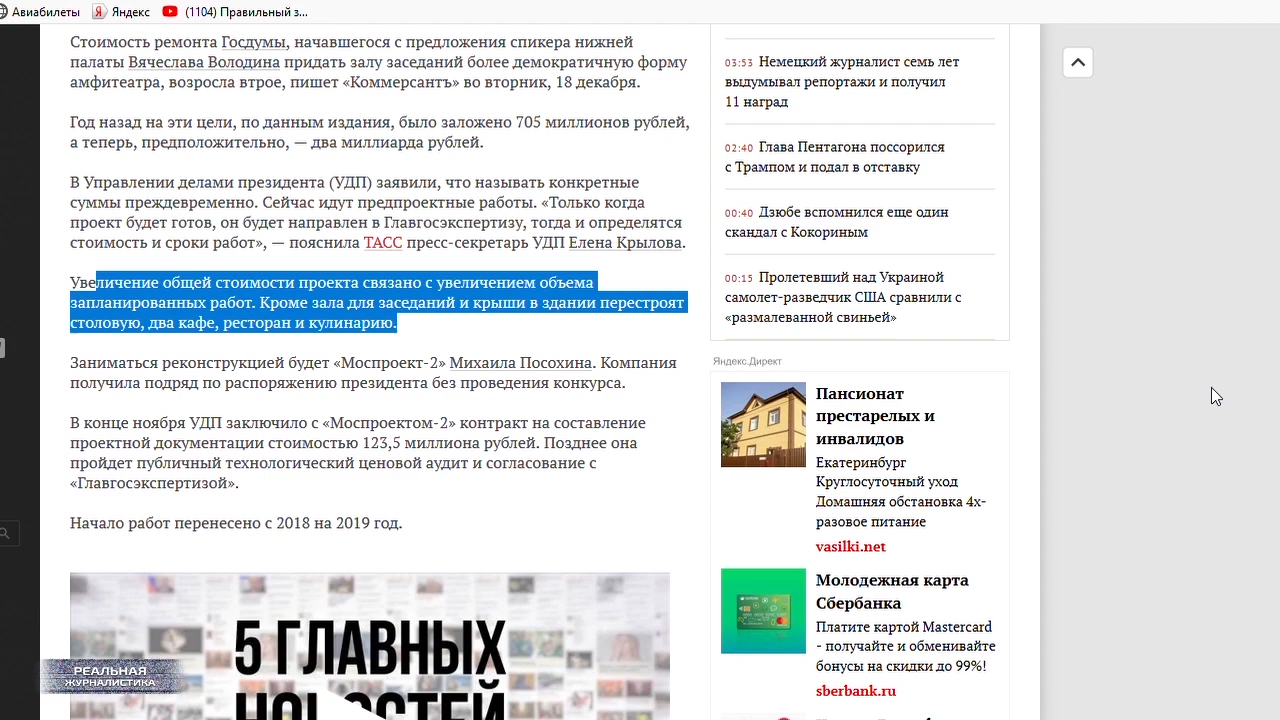 Авиабилеты
Яндекс
(1104) Правильный з...
Стоимость ремонта Госдумы, начавшегося с предложения спикера нижней
палаты Вячеслава Володина придать залу заседаний более демократичную форму
амфитеатра, возросла втрое, пишет «Коммерсантъ» во вторник, 18 декабря.
Год назад на эти цели, по данным издания, было заложено 705 миллионов рублей,
а теперь, предположительно, — два миллиарда рублей.
В Управлении делами президента (УДП) заявили, что называть конкретные
суммы преждевременно. Сейчас идут предпроектные работы. «Только когда
проект будет готов, он будет направлен в Главгосэкспертизу, тогда и определятся
стоимость и сроки работ», — пояснила ТАСС пресс-секретарь УДП Елена Крылова.
Увеличение общей стоимости проекта связано с увеличением объема
запланированных работ. Кроме зала для заседаний и крыши в здании перестроят
столовую, два кафе, ресторан и кулинарию.
Заниматься реконструкцией будет «Моспроект-2» Михаила Посохина. Компания
получила подряд по распоряжению президента без проведения конкурса.
В конце ноября УДП заключило с «Моспроектом-2» контракт на составление
проектной документации стоимостью 123,5 миллиона рублей. Позднее она
пройдет публичный технологический ценовой аудит и согласование с
«Главгосэкспертизой».
Начало работ перенесено с 2018 на 2019 год.
5 ГЛАВНЫХ
НОВОСТЕЙ
РЕАЛЬНАЯ
ЖУРНАЛИСТИКА
03:53 Немецкий журналист семь лет
выдумывал репортажи и получил
11 наград
02:40 Глава Пентагона поссорился
с Трампом и подал в отставку
00:40 Дзюбе вспомнился еще один
скандал с Кокориным
00:15 Пролетевший над Украиной
самолет-разведчик США сравнили с
«размалеванной свиньей»
Яндекс.Директ
Пансионат
престарелых и
инвалидов
Екатеринбург
Круглосуточный уход
Домашняя обстановка 4х-
разовое питание
vasilki.net
Молодежная карта
Сбербанка
Платите картой Mastercard
- получайте и обменивайте
бонусы на скидки до 99%!
sberbank.ru